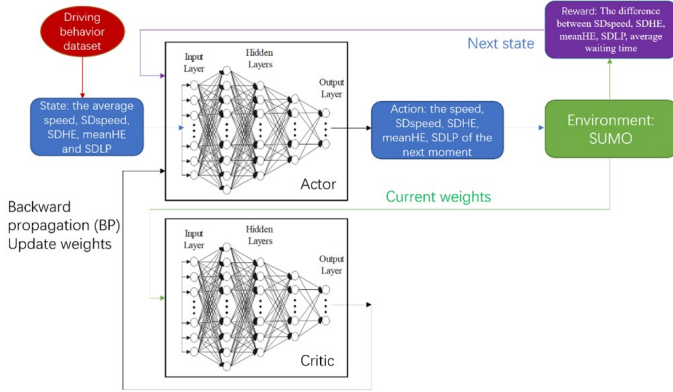 Driving
behavior
dataset
State: the average
speed, SDspeed,
SDHE, meanHE
and SDLP
Input
Layer
Hidden
Layers
Output
Layer
Actor
Action: the speed,
SDspeed, SDHE,
meanHE, SDLP of the
next moment
Next state
Reward: The difference
between SDspeed, SDHE,
meanHE, SDLP, average
waiting time
Environment:
SUMO
Current weights
Backward
propagation (BP)
Update weights
Input
Layer
Hidden
Layers
Output
Layer
Critic